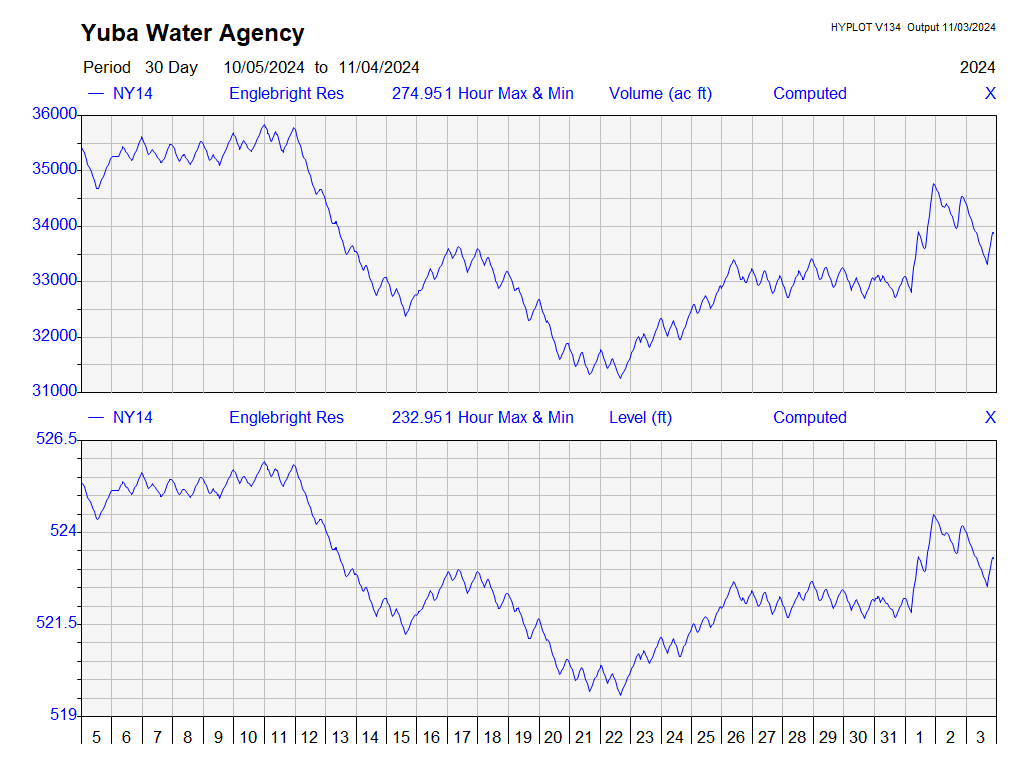 Yuba Water Agency
HYPLOT V134 Output 11/03/2024
Period 30 Day 10/05/2024 to 11/04/2024 2024
NY14 Englebright Res 274.951 Hour Max & Min Volume (ac ft) Computed X
36000
35000
34000
33000
32000
31000
NY14 Englebright Res 232.951 Hour Max & Min Level (ft) Computed X
526.5
524
521.5
519
5 6 7 8 9 10 11 12 13 14 15 16 17 18 19 20 21 22 23 24 25 26 27 28 29 30 31 1 2 3